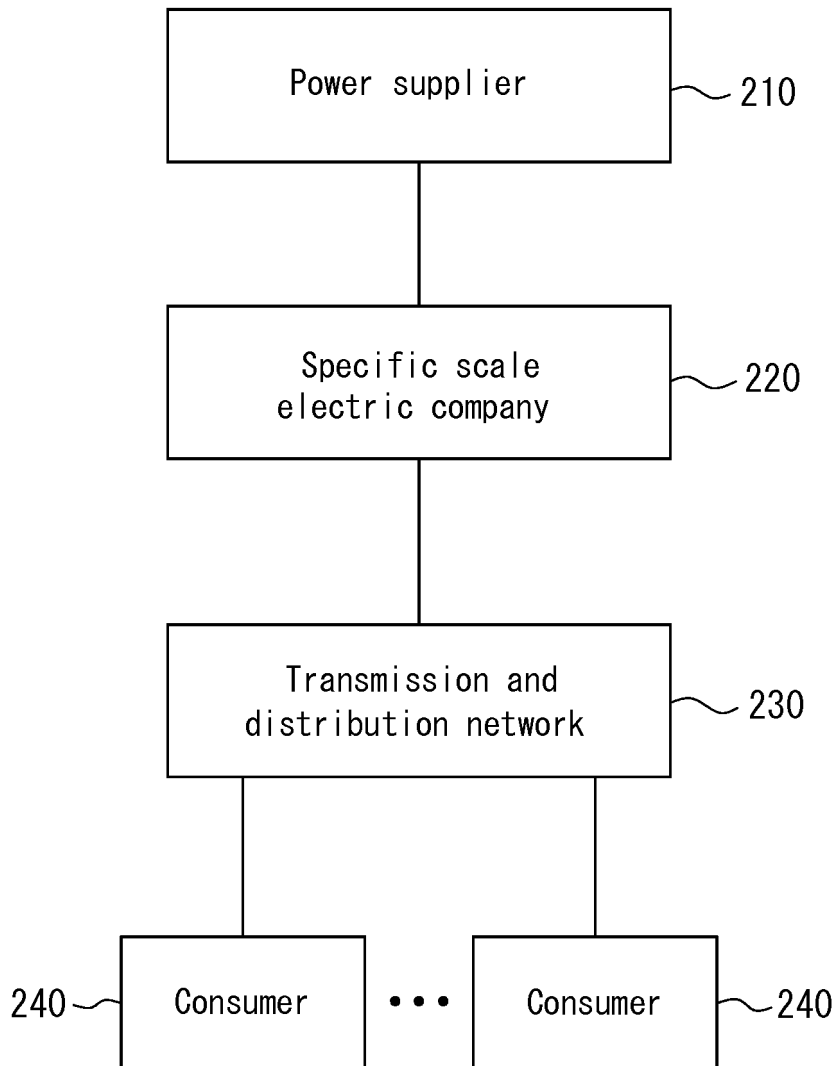 Power supplier
210
Specific scale
electric company
220
Transmission and
distribution network
230
240
Consumer
•••
Consumer
240